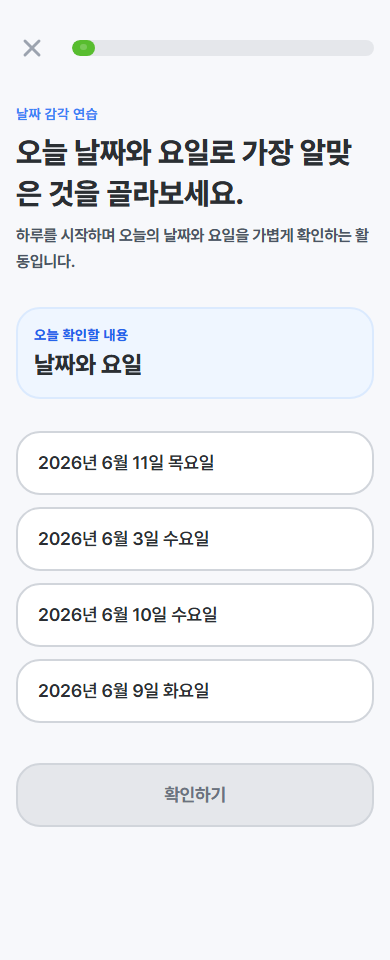 날짜 감각 연습
오늘 날짜와 요일로 가장 알맞
은 것을 골라보세요.
하루를 시작하며 오늘의 날짜와 요일을 가볍게 확인하는 활
동입니다.
오늘 확인할 내용
날짜와 요일
2026년 6월 11일 목요일
2026년 6월 3일 수요일
2026년 6월 10일 수요일
2026년 6월 9일 화요일
확인하기